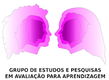 GRUPO DE ESTUDOS E PESQUISAS
EM AVALIAÇÃO PARA APRENDIZAGEM